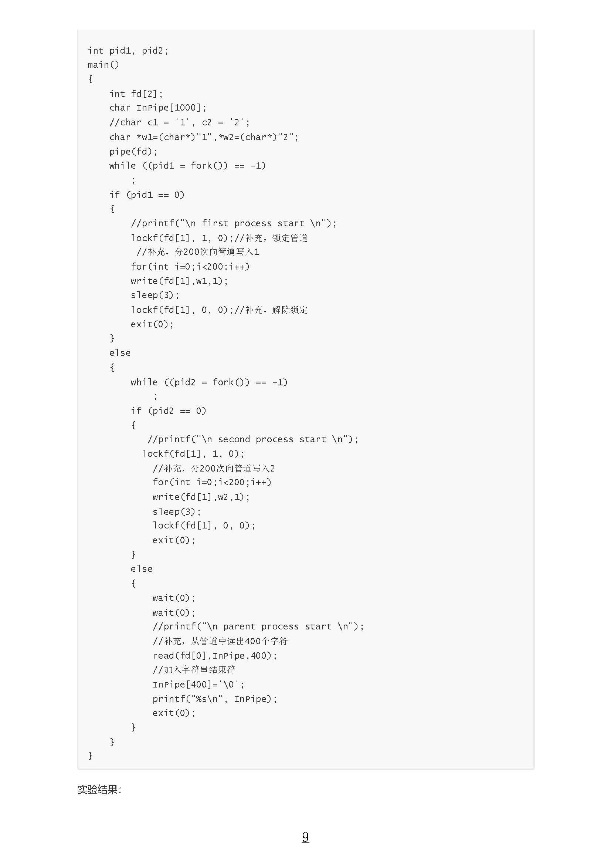 int pid1, pid2;
main()
{
    int fd[2];
    char InPipe[1000];
    //char c1 = '1', c2 = '2';
    char *w1=(char*)"1",*w2=(char*)"2";
    pipe(fd);
    while ((pid1 = fork()) == -1)
        ;
    if (pid1 == 0)
    {
        //printf("\n first process start \n");
        lockf(fd[1], 1, 0);//补充，锁定管道
         //补充，分200次向管道写入1
        for(int i=0;i<200;i++)
        write(fd[1],w1,1);
        sleep(3);
        lockf(fd[1], 0, 0);//补充，解除锁定
        exit(0);
    }
    else
    {
        while ((pid2 = fork()) == -1)
            ;
        if (pid2 == 0)
        {
           //printf("\n second process start \n");
          lockf(fd[1], 1, 0);
            //补充，分200次向管道写入2
            for(int i=0;i<200;i++)
            write(fd[1],w2,1);
            sleep(3);
            lockf(fd[1], 0, 0);
            exit(0);
        }
        else
        {
            wait(0);
            wait(0);
            //printf("\n parent process start \n");
            //补充，从管道中读出400个字符
            read(fd[0],InPipe,400);
            //加入字符串结束符
            InPipe[400]='\0';
            printf("%s\n", InPipe);
            exit(0);
        }
    }
}
实验结果：
9